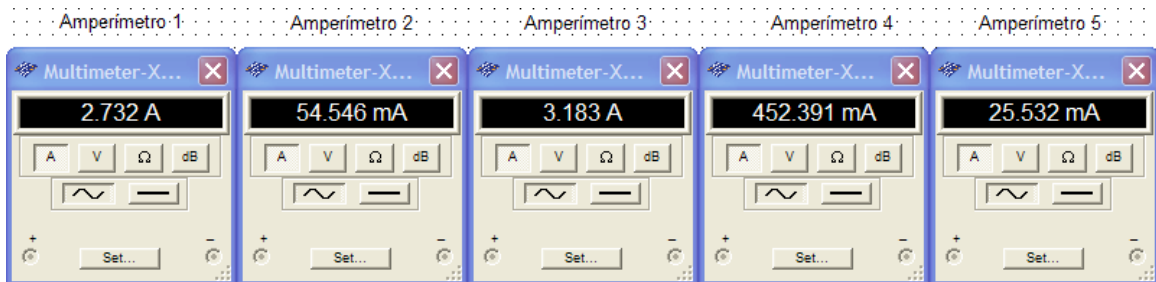 Amperímetro 1 Amperímetro 2 Amperímetro 3 Amperímetro 4 Amperímetro 5
Multimeter-X... Multimeter-X... Multimeter-X... Multimeter-X... Multimeter-X...
2.732 A 54.546 mA 3.183 A 452.391 mA 25.532 mA
A V Ω dB A V Ω dB A V Ω dB A V Ω dB A V Ω dB
+ − + − + − + − + −
Set... Set... Set... Set... Set...